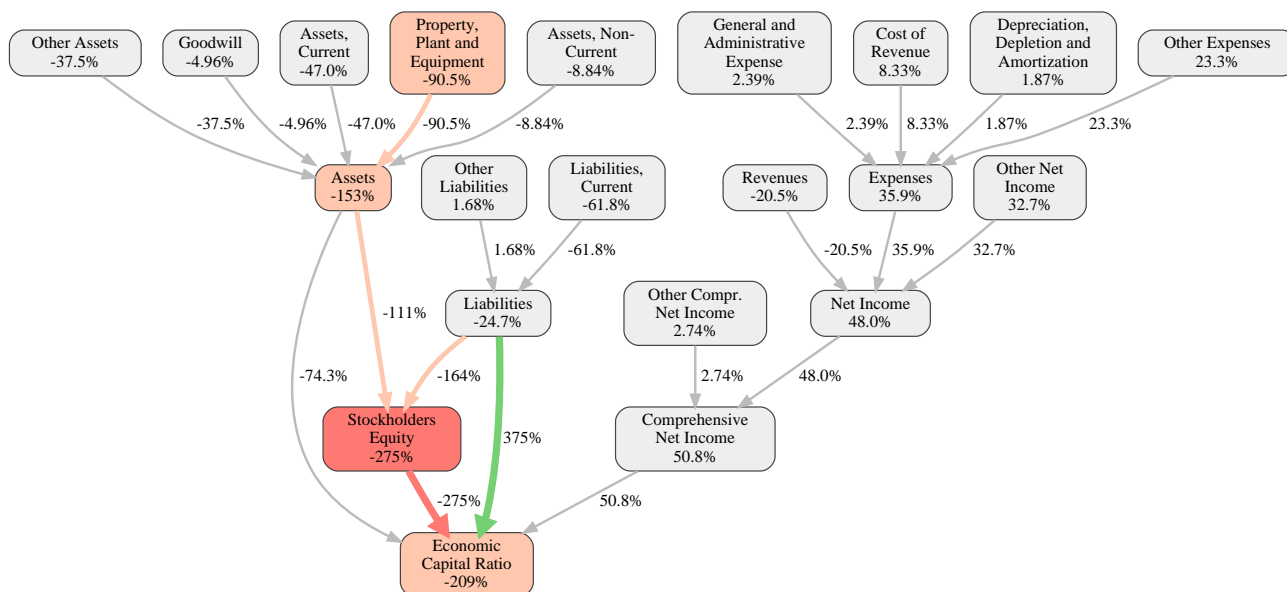 Other Assets
-37.5%
Goodwill
-4.96%
Assets,
Current
-47.0%
Property,
Plant and
Equipment
-90.5%
Assets, Non-
Current
-8.84%
General and
Administrative
Expense
2.39%
Cost of
Revenue
8.33%
Depreciation,
Depletion and
Amortization
1.87%
Other Expenses
23.3%
-37.5%
-4.96%
-47.0%
-90.5%
-8.84%
2.39%
8.33%
1.87%
23.3%
Assets
-153%
Other
Liabilities
1.68%
Liabilities,
Current
-61.8%
Revenues
-20.5%
Expenses
35.9%
Other Net
Income
32.7%
1.68%
-61.8%
-20.5%
35.9%
32.7%
Liabilities
-24.7%
Other Compr.
Net Income
2.74%
Net Income
48.0%
-111%
-74.3%
-164%
2.74%
48.0%
Stockholders
Equity
-275%
375%
Comprehensive
Net Income
50.8%
-275%
50.8%
Economic
Capital Ratio
-209%